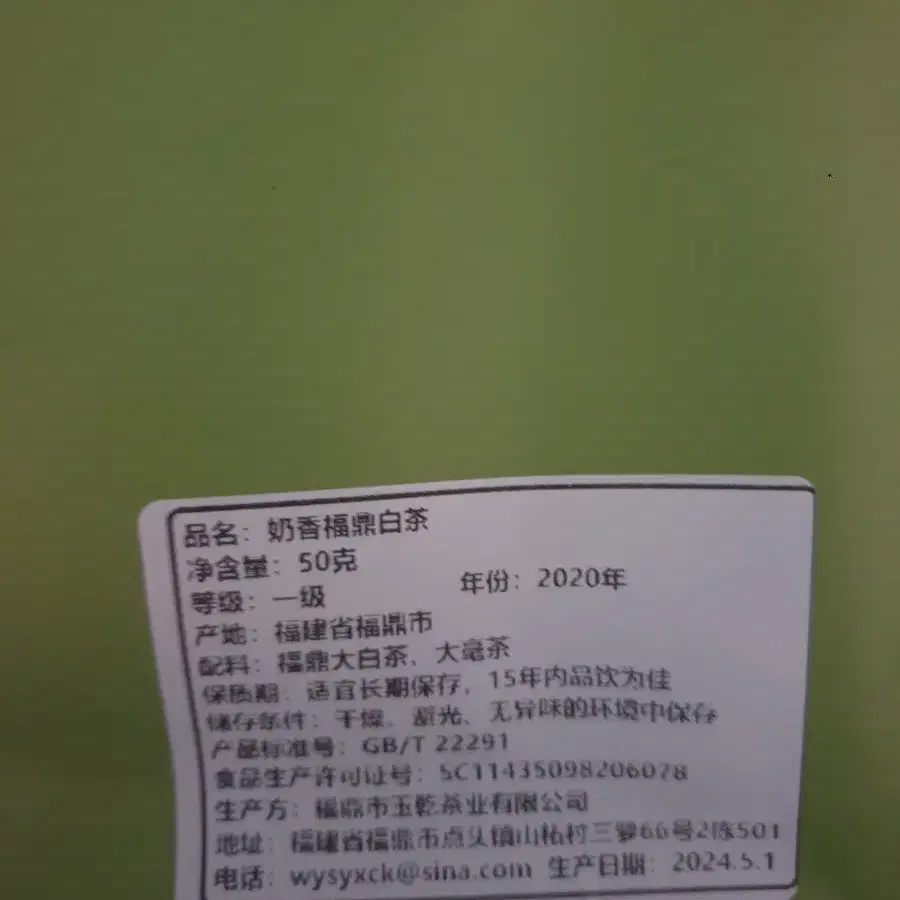 品名：奶香福鼎白茶
净含量：50克
等级：一级 年份：2020年
产地：福建省福鼎市
配料：福鼎大白茶、大毫茶
保质期：适宜长期保存，15年内品饮为佳
储存条件：干燥、避光、无异味的环境中保存
产品标准号：GB/T 22291
食品生产许可证号：SC11435098206078
生产方：福鼎市玉乾茶业有限公司
地址：福建省福鼎市点头镇山柘村三 66号2栋501
电话：wysyxck@sina.com 生产日期：2024.5.1